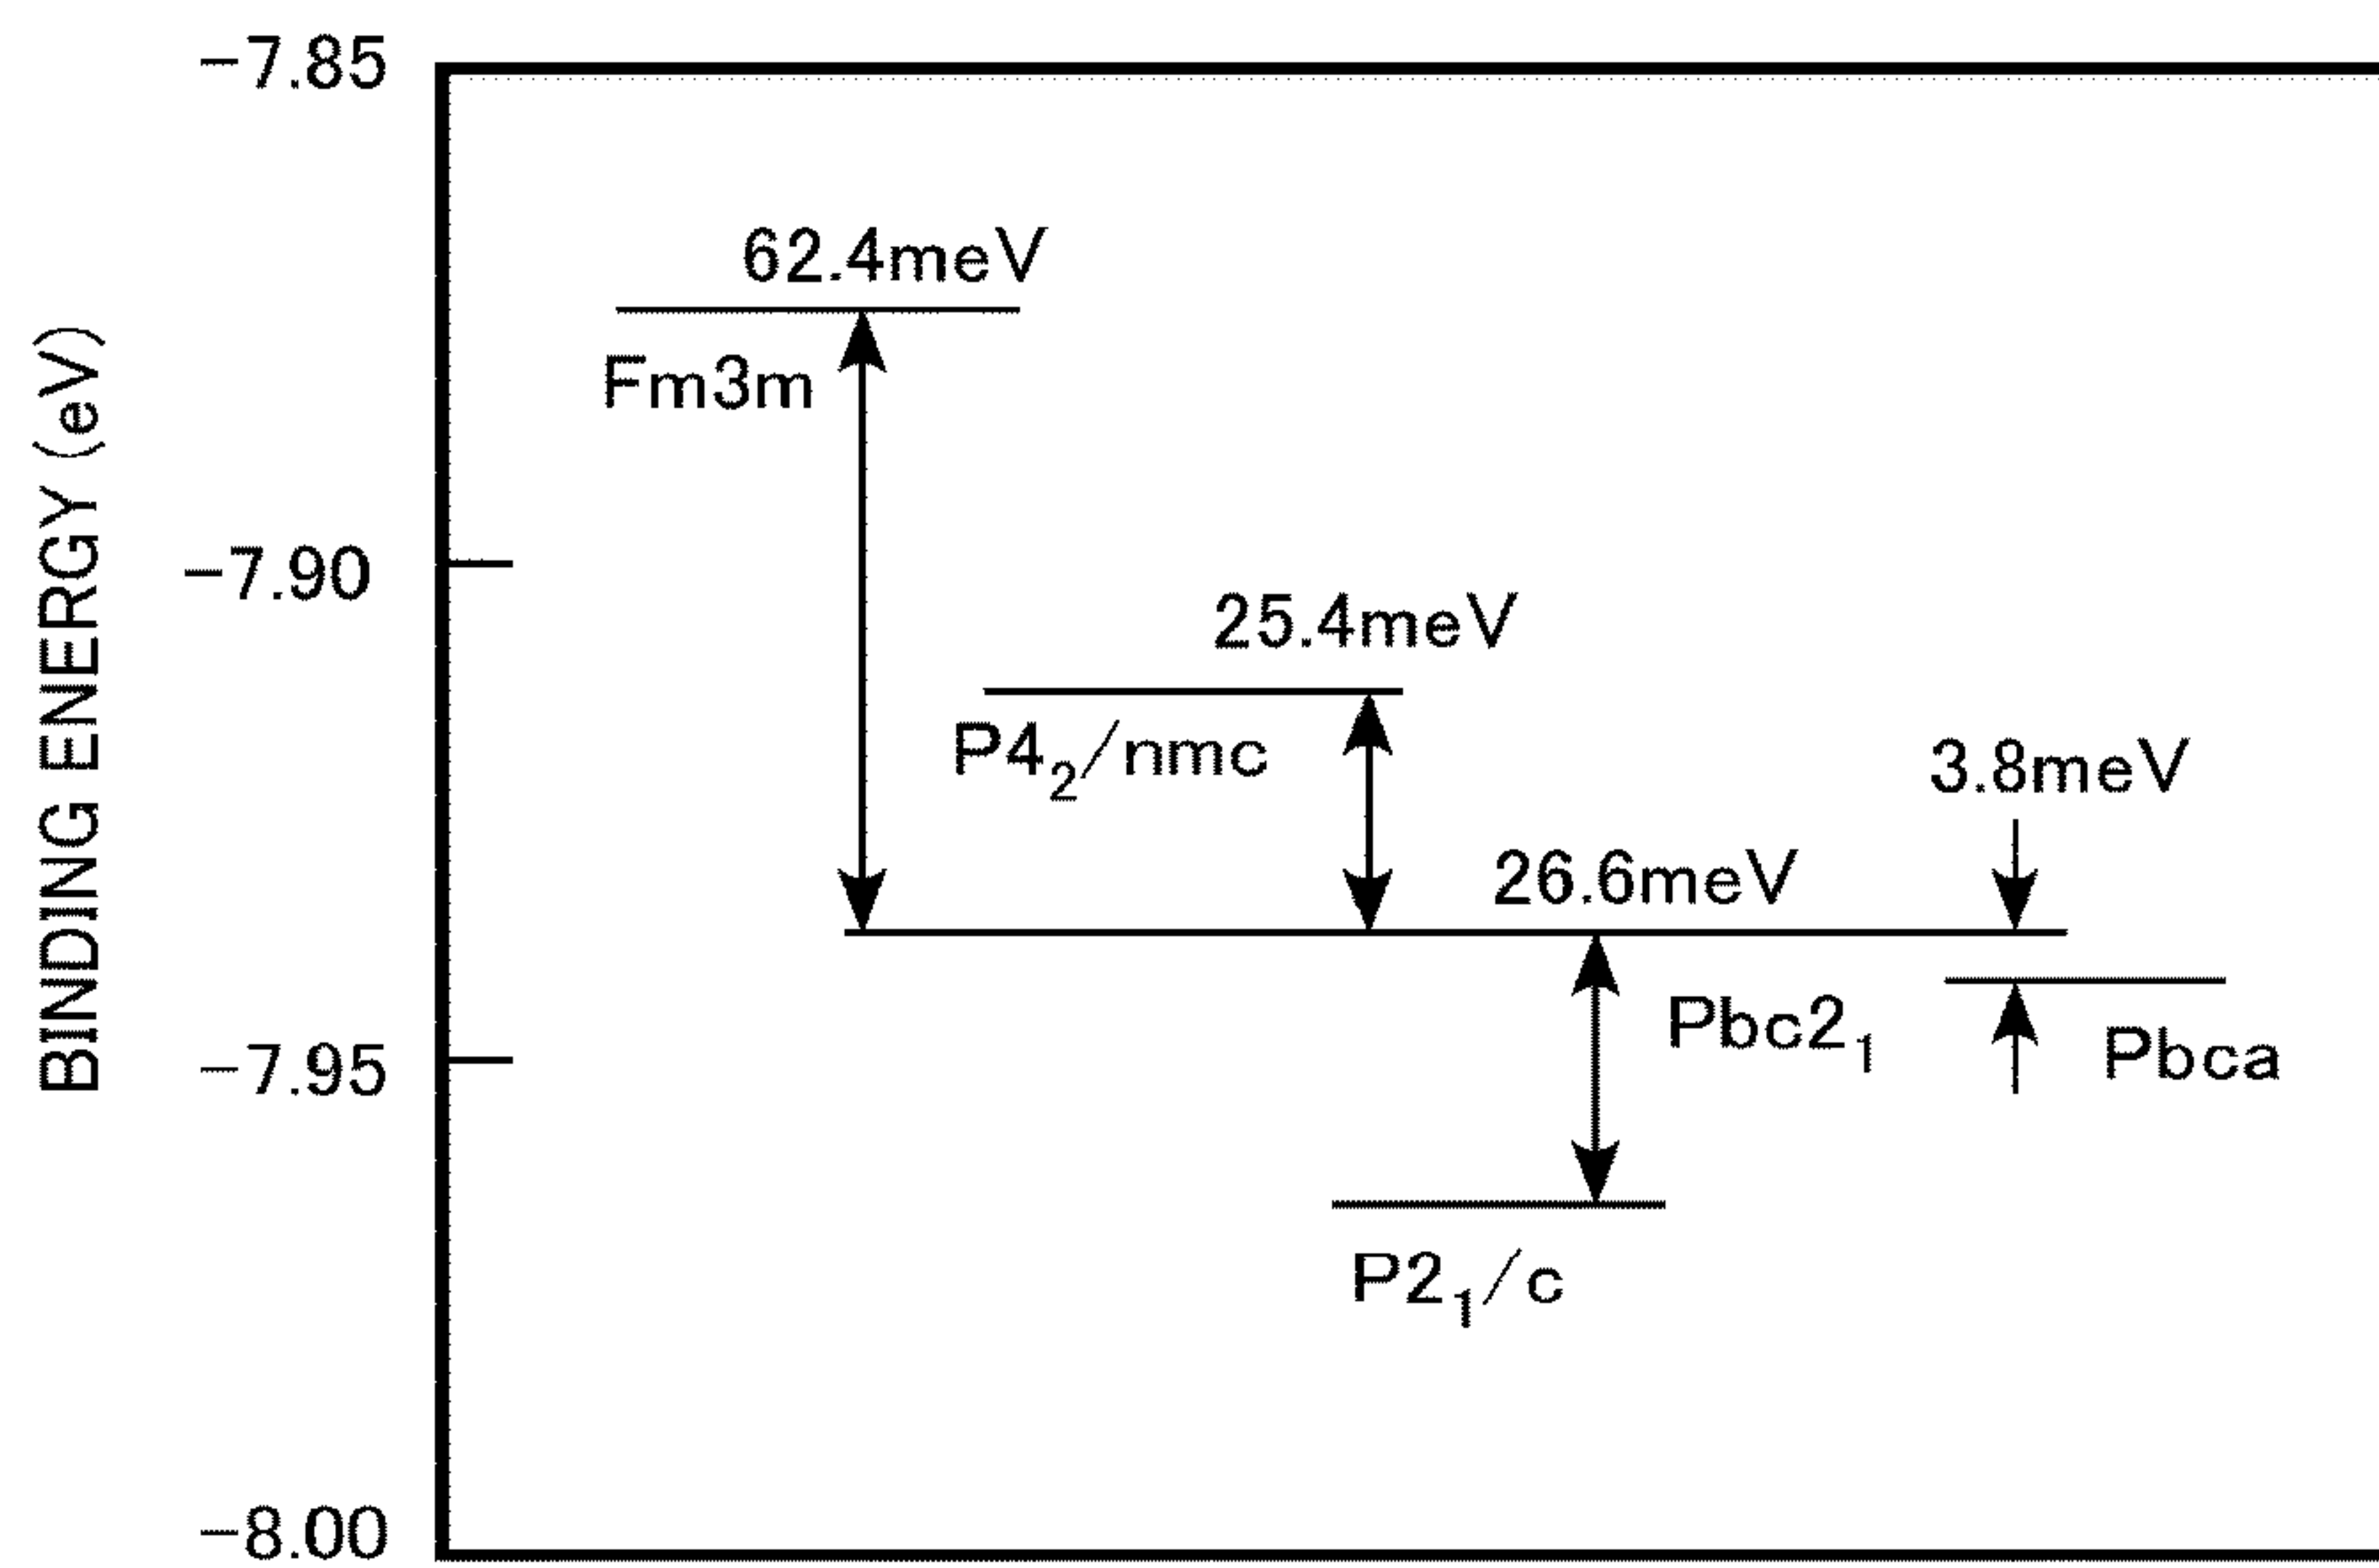 BINDING ENERGY (eV)
-7.85
-7.90
-7.95
-8.00
62.4meV
Fm3m
25.4meV
P4₂/nmc
3.8meV
26.6meV
Pbc2₁
Pbca
P2₁/c